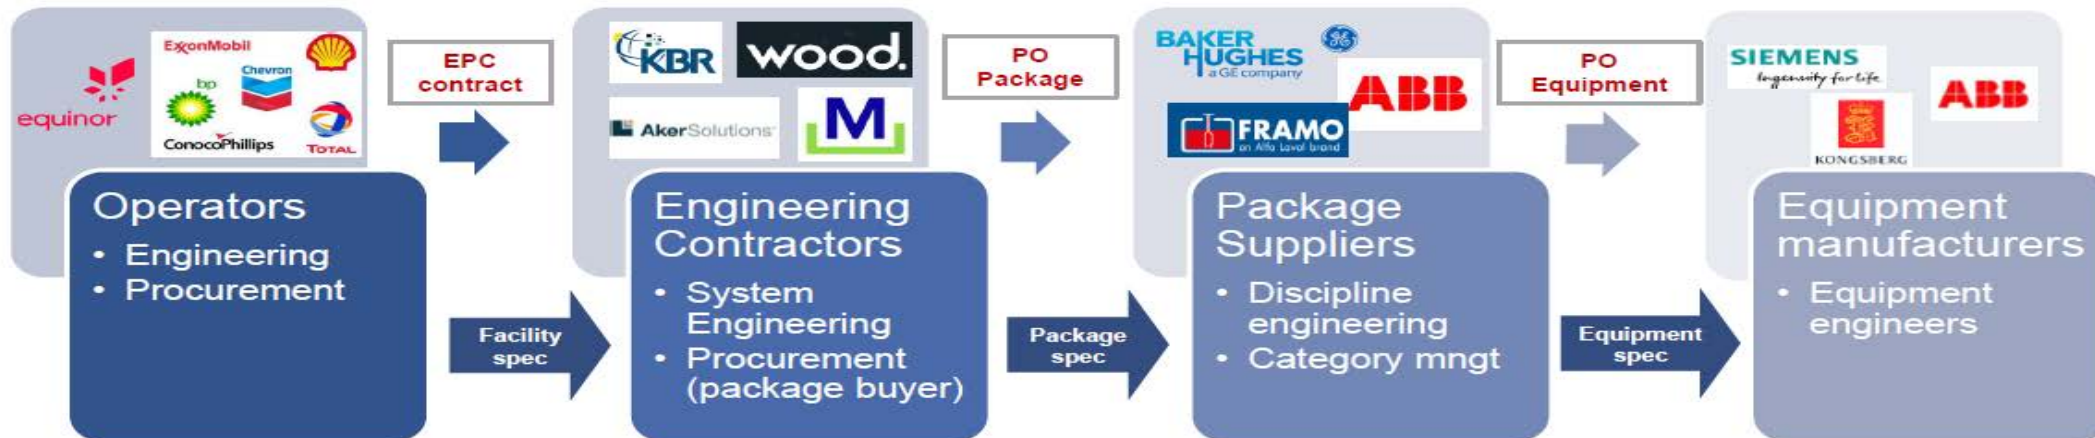 equinor
ExxonMobil
bp
Chevron
ConocoPhillips
TOTAL
EPC
contract
KBR
wood.
AkerSolutions
M
PO
Package
BAKER
HUGHES
a GE company
ABB
FRAMO
an Alfa Laval brand
PO
Equipment
SIEMENS
Ingenuity for life
KONGSBERG
ABB
Operators
• Engineering
• Procurement
Facility
spec
Engineering
Contractors
• System
Engineering
• Procurement
(package buyer)
Package
spec
Package
Suppliers
• Discipline
engineering
• Category mngt
Equipment
spec
Equipment
manufacturers
• Equipment
engineers